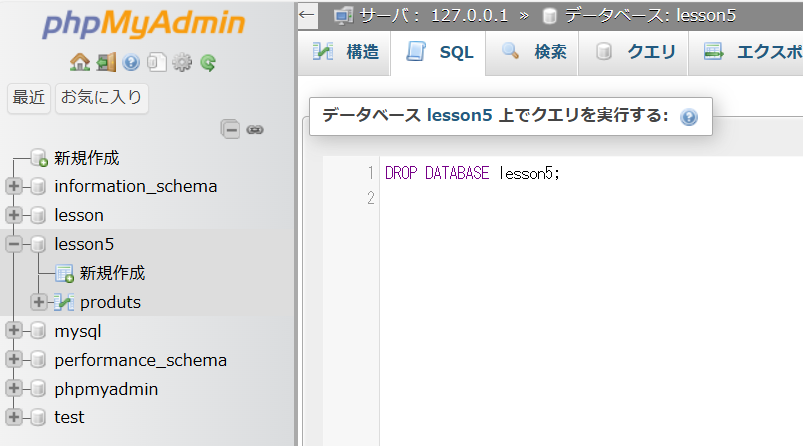 phpMyAdmin
最近 お気に入り
新規作成
information_schema
lesson
lesson5
新規作成
produts
mysql
performance_schema
phpmyadmin
test
← サーバ： 127.0.0.1 » データベース: lesson5
構造 SQL 検索 クエリ エクスポ
データベース lesson5 上でクエリを実行する:
1 DROP DATABASE lesson5;
2